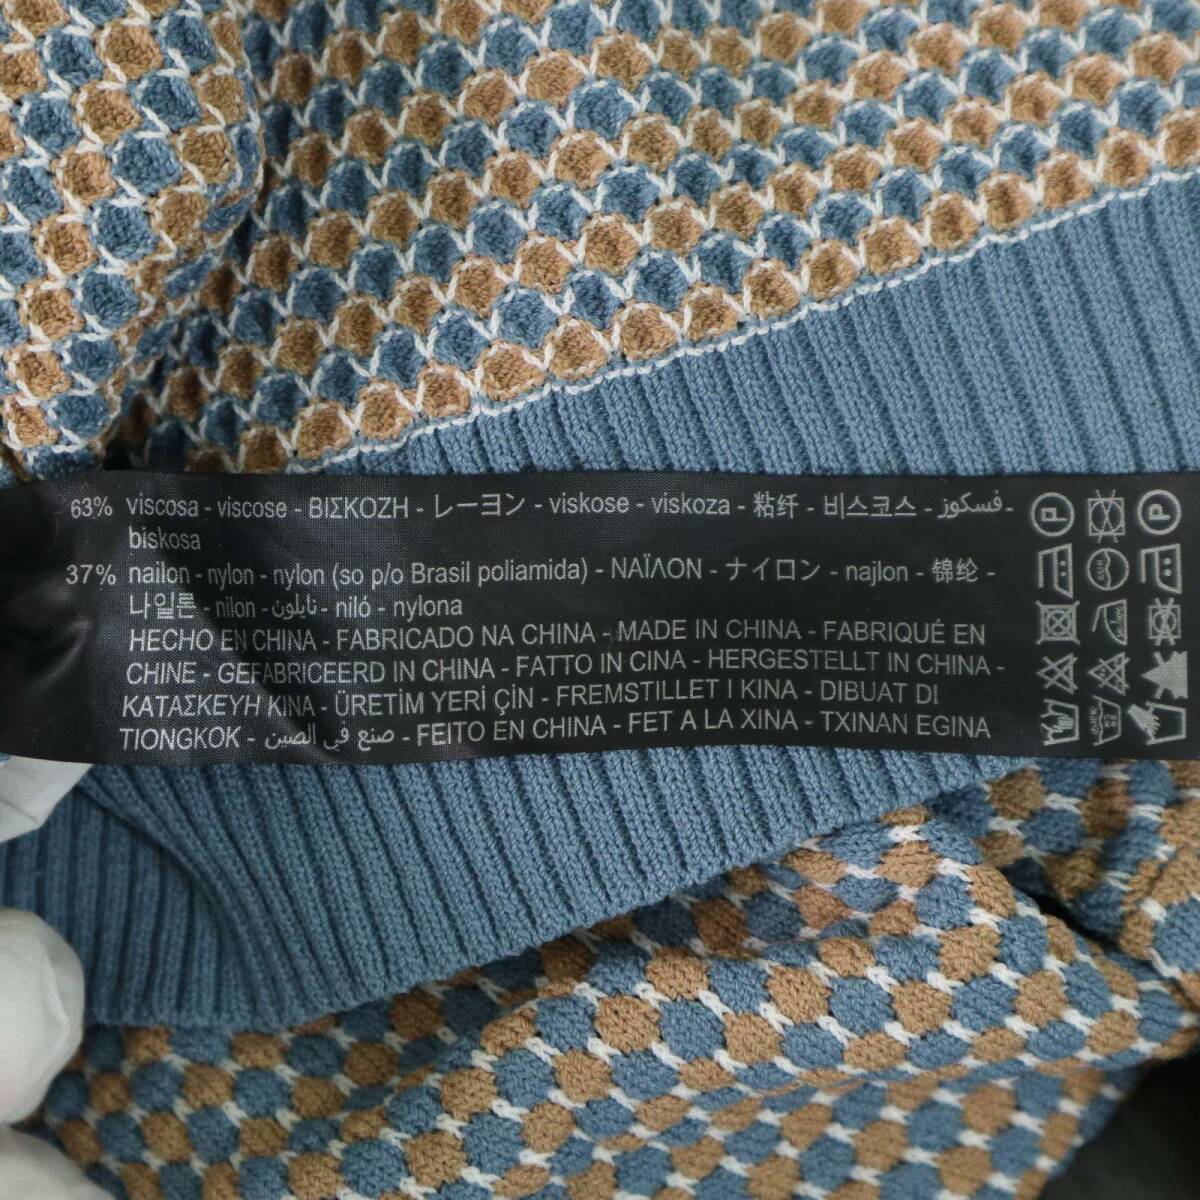 63% viscosa - viscose - ΒΙΣΚΟΖΗ - レーヨン - viskose - viskoza - 粘纤 - 비스코스 - فسكوز -
biskosa
37% nailon - nylon - nylon (so p/o Brasil poliamida) - ΝΑΪΛΟΝ - ナイロン - najlon - 锦纶 -
나일론 - nilon - نايلون - niló - nylona
HECHO EN CHINA - FABRICADO NA CHINA - MADE IN CHINA - FABRIQUÉ EN
CHINE - GEFABRICEERD IN CHINA - FATTO IN CINA - HERGESTELLT IN CHINA -
ΚΑΤΑΣΚΕΥΗ ΚΙΝΑ - ÜRETİM YERİ ÇİN - FREMSTILLET I KINA - DIBUAT DI
TIONGKOK - صنع في الصين - FEITO EN CHINA - FET A LA XINA - TXINAN EGINA
P P